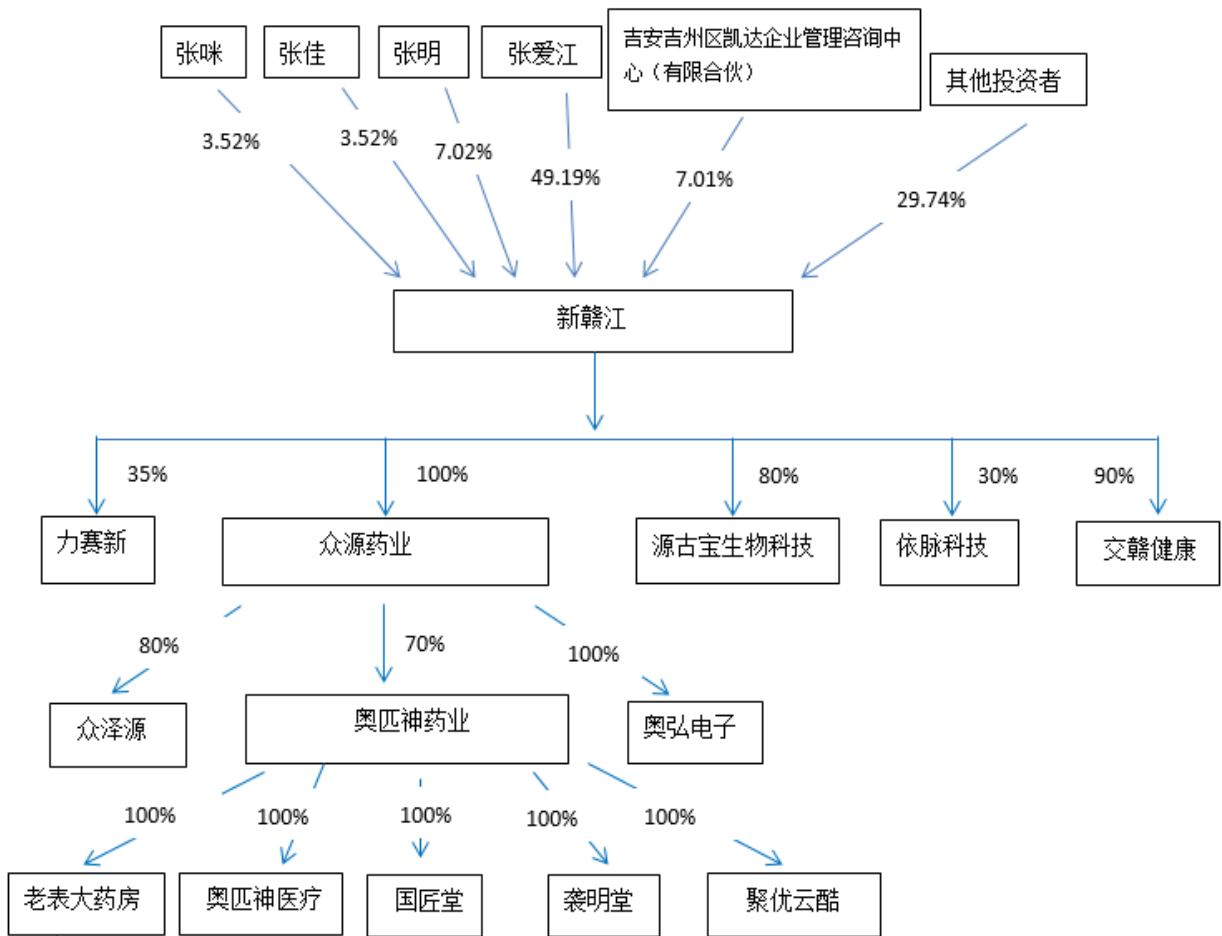 张咪
张佳
张明
张爱江
吉安吉州区凯达企业管理咨询中
心（有限合伙）
其他投资者
3.52%
3.52%
7.02%
49.19%
7.01%
29.74%
新赣江
35%
100%
80%
30%
90%
力赛新
众源药业
源古宝生物科技
依脉科技
交赣健康
80%
70%
100%
众泽源
奥匹神药业
奥弘电子
100%
100%
100%
100%
100%
老表大药房
奥匹神医疗
国匠堂
袭明堂
聚优云酷